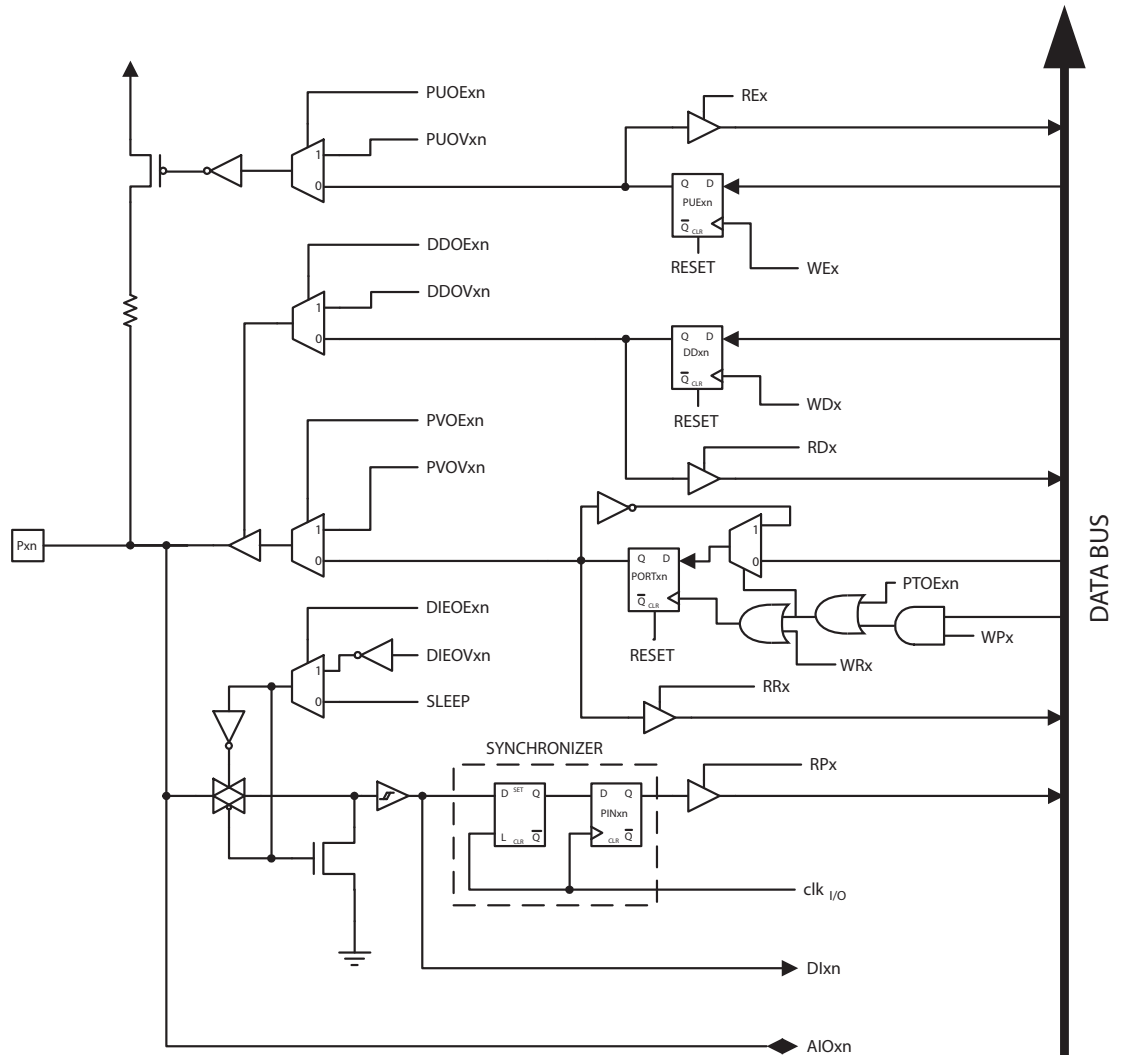 PUOExn
REx
PUOVxn
1
0
Q D
PUExn
Q CLR
RESET
WEx
DDOExn
DDOVxn
1
0
Q D
DDxn
Q CLR
RESET
WDx
PVOExn
RDx
PVOVxn
1
0
1
0
Pxn
Q D
PORTxn
Q CLR
RESET
PTOExn
WPx
WRx
DATA BUS
DIEOExn
DIEOVxn
1
0
SLEEP
RRx
SYNCHRONIZER
RPx
D SET Q
L CLR Q
D Q
PINxn
CLR Q
clk I/O
DIxn
AIOxn